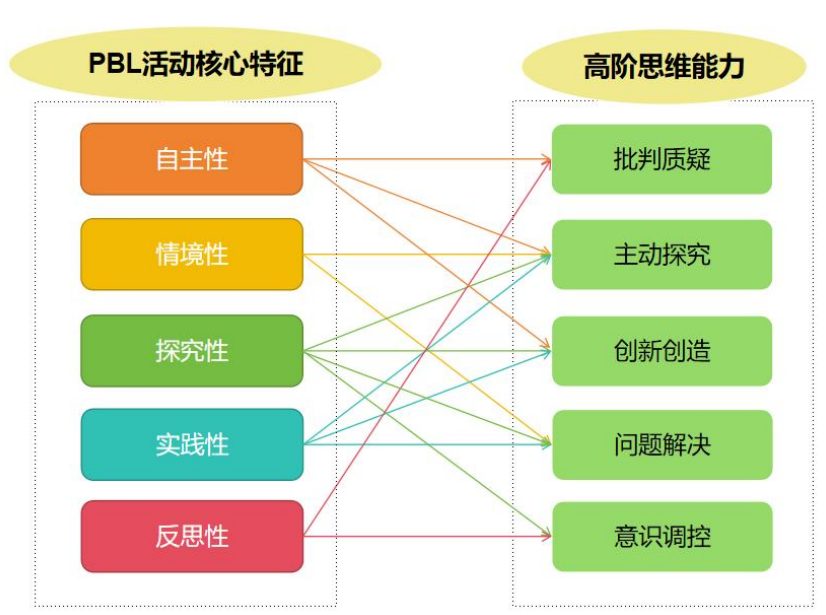 PBL活动核心特征
高阶思维能力
自主性
批判质疑
情境性
主动探究
探究性
创新创造
实践性
问题解决
反思性
意识调控